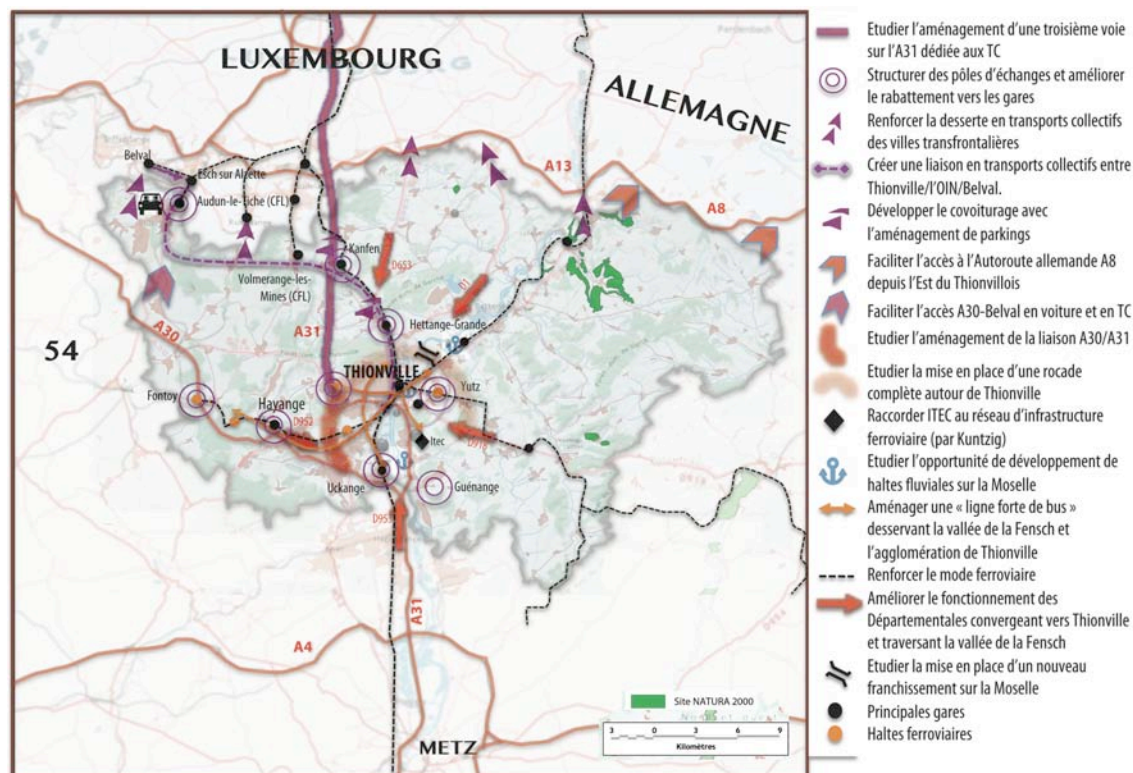 LUXEMBOURG
ALLEMAGNE
Belval
Esch sur Alzette
Audun-le-Tiche (CFL)
A13
A8
Kanfen
D653
Volmerange-les-
Mines (CFL)
B1
A30
A31
Hettange-Grande
54
THIONVILLE
Yutz
Fontoy
Hayange
D952
D918
Itec
Uckange
Guénange
D953
A31
A4
METZ
Site NATURA 2000
3 0 3 6 9
Kilomètres
Etudier l'aménagement d'une troisième voie
sur l'A31 dédiée aux TC
Structurer des pôles d'échanges et améliorer
le rabattement vers les gares
Renforcer la desserte en transports collectifs
des villes transfrontalières
Créer une liaison en transports collectifs entre
Thionville/l'OIN/Belval.
Développer le covoiturage avec
l'aménagement de parkings
Faciliter l'accès à l'Autoroute allemande A8
depuis l'Est du Thionvillois
Faciliter l'accès A30-Belval en voiture et en TC
Etudier l'aménagement de la liaison A30/A31
Etudier la mise en place d'une rocade
complète autour de Thionville
Raccorder ITEC au réseau d'infrastructure
ferroviaire (par Kuntzig)
Etudier l'opportunité de développement de
haltes fluviales sur la Moselle
Aménager une « ligne forte de bus »
desservant la vallée de la Fensch et
l'agglomération de Thionville
Renforcer le mode ferroviaire
Améliorer le fonctionnement des
Départementales convergeant vers Thionville
et traversant la vallée de la Fensch
Etudier la mise en place d'un nouveau
franchissement sur la Moselle
Principales gares
Haltes ferroviaires